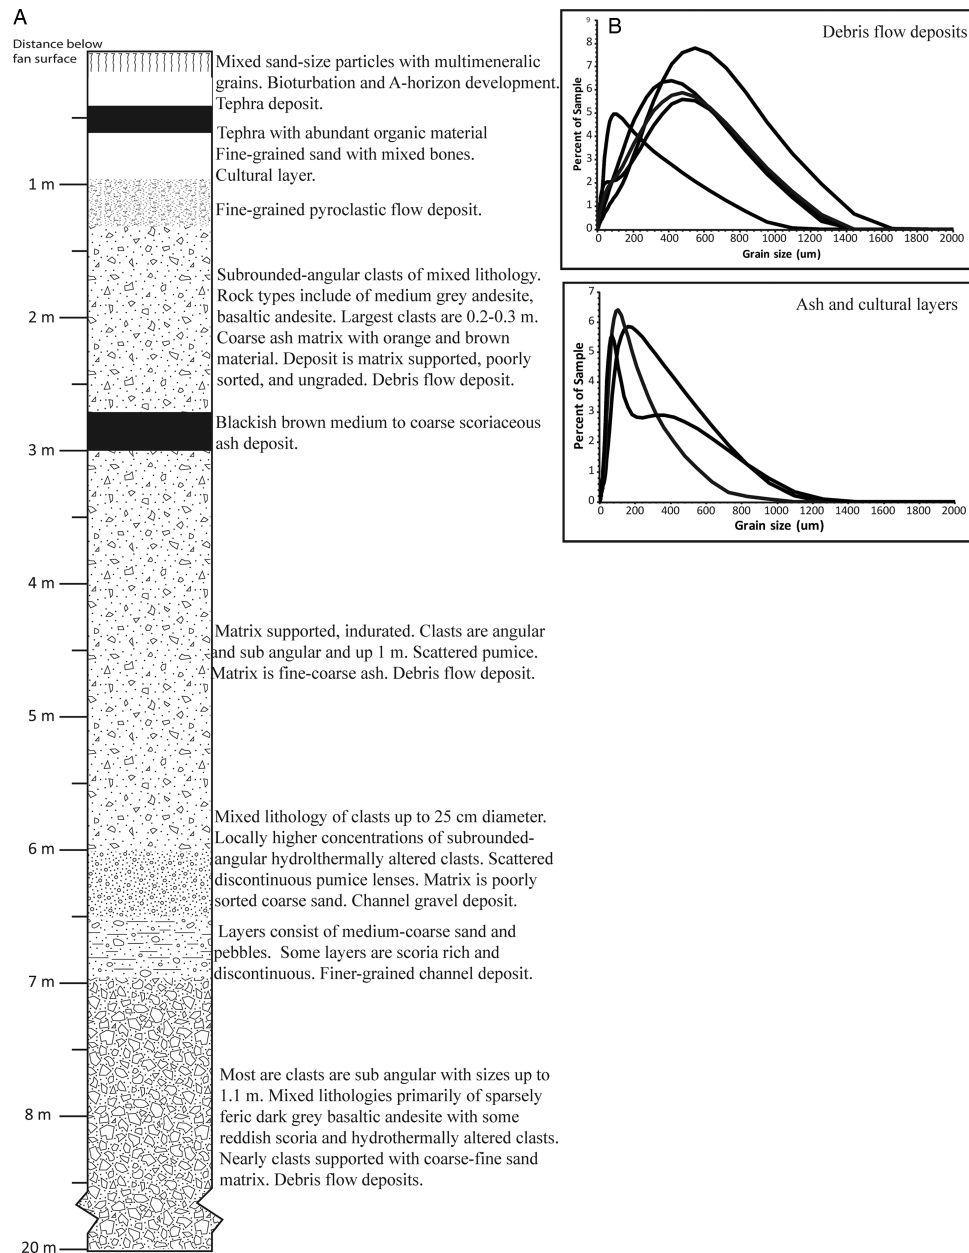 A
Distance below
fan surface
Mixed sand-size particles with multimeneralic
grains. Bioturbation and A-horizon development.
Tephra deposit.
Tephra with abundant organic material
Fine-grained sand with mixed bones.
Cultural layer.
1 m
Fine-grained pyroclastic flow deposit.
Subrounded-angular clasts of mixed lithology.
Rock types include of medium grey andesite,
basaltic andesite. Largest clasts are 0.2-0.3 m.
Coarse ash matrix with orange and brown
material. Deposit is matrix supported, poorly
sorted, and ungraded. Debris flow deposit.
2 m
Blackish brown medium to coarse scoriaceous
ash deposit.
3 m
4 m
Matrix supported, indurated. Clasts are angular
and sub angular and up 1 m. Scattered pumice.
Matrix is fine-coarse ash. Debris flow deposit.
5 m
Mixed lithology of clasts up to 25 cm diameter.
Locally higher concentrations of subrounded-
angular hydrolthermally altered clasts. Scattered
discontinuous pumice lenses. Matrix is poorly
sorted coarse sand. Channel gravel deposit.
6 m
Layers consist of medium-coarse sand and
pebbles. Some layers are scoria rich and
discontinuous. Finer-grained channel deposit.
7 m
Most are clasts are sub angular with sizes up to
1.1 m. Mixed lithologies primarily of sparsely
feric dark grey basaltic andesite with some
reddish scoria and hydrothermally altered clasts.
Nearly clasts supported with coarse-fine sand
matrix. Debris flow deposits.
8 m
20 m
B
Debris flow deposits
Percent of Sample
9
8
7
6
5
4
3
2
1
0
0 200 400 600 800 1000 1200 1400 1600 1800 2000
Grain size (um)
Ash and cultural layers
Percent of Sample
7
6
5
4
3
2
1
0
0 200 400 600 800 1000 1200 1400 1600 1800 2000
Grain size (um)